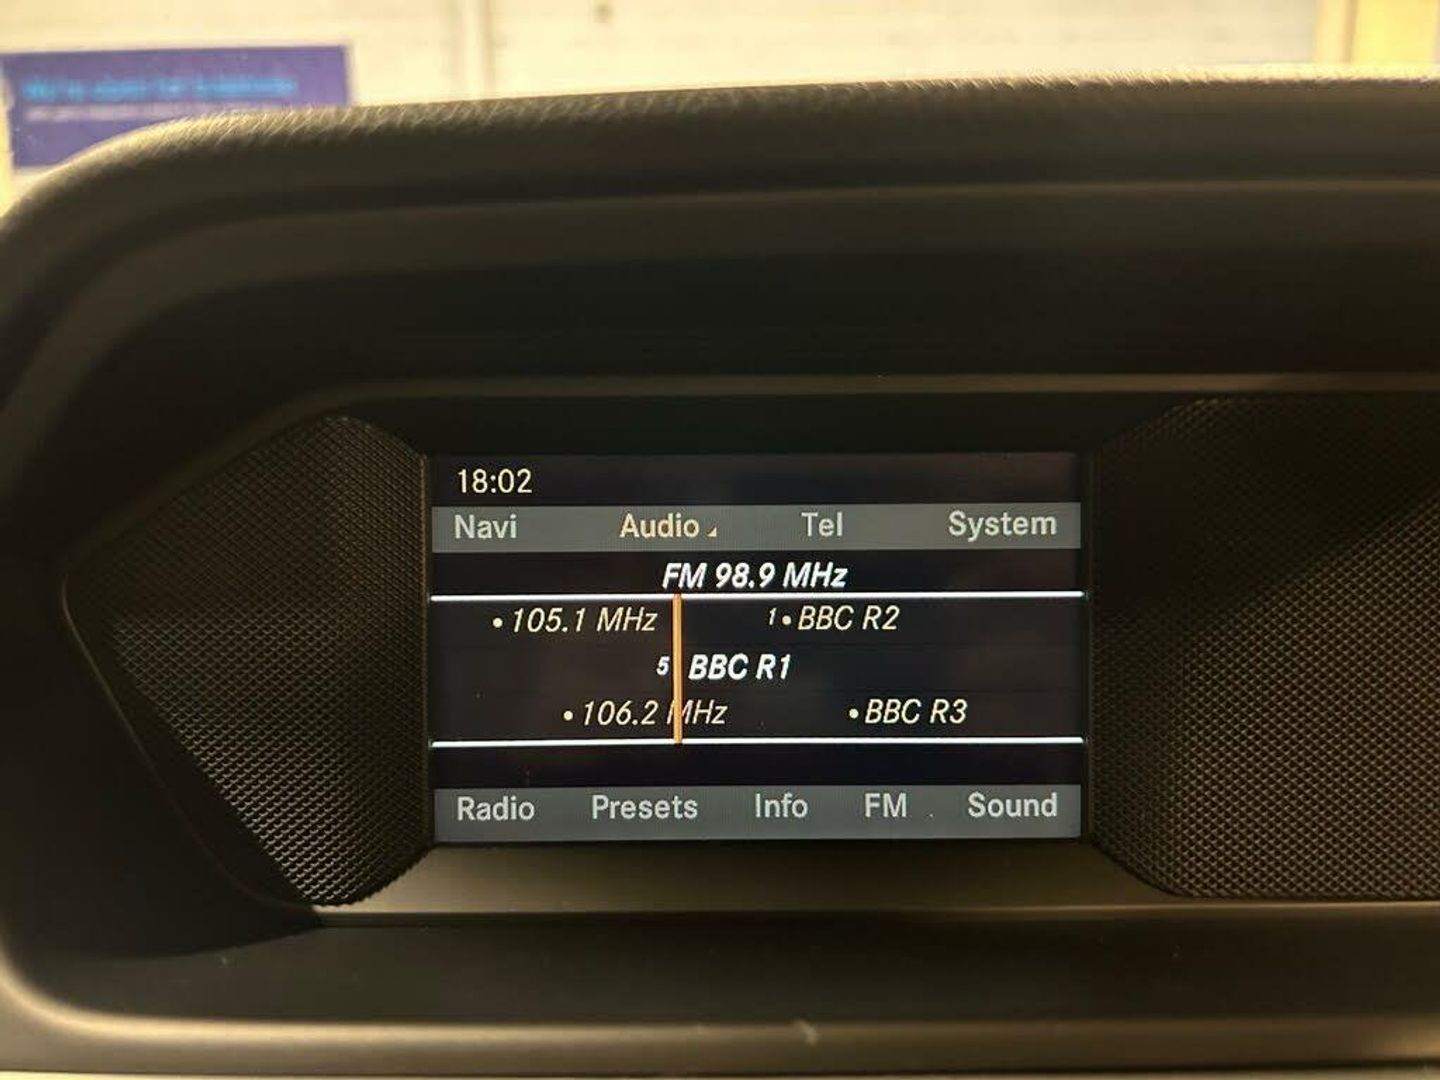 18:02
Navi Audio Tel System
FM 98.9 MHz
• 105.1 MHz 1 • BBC R2
5 BBC R1
• 106.2 MHz • BBC R3
Radio Presets Info FM Sound